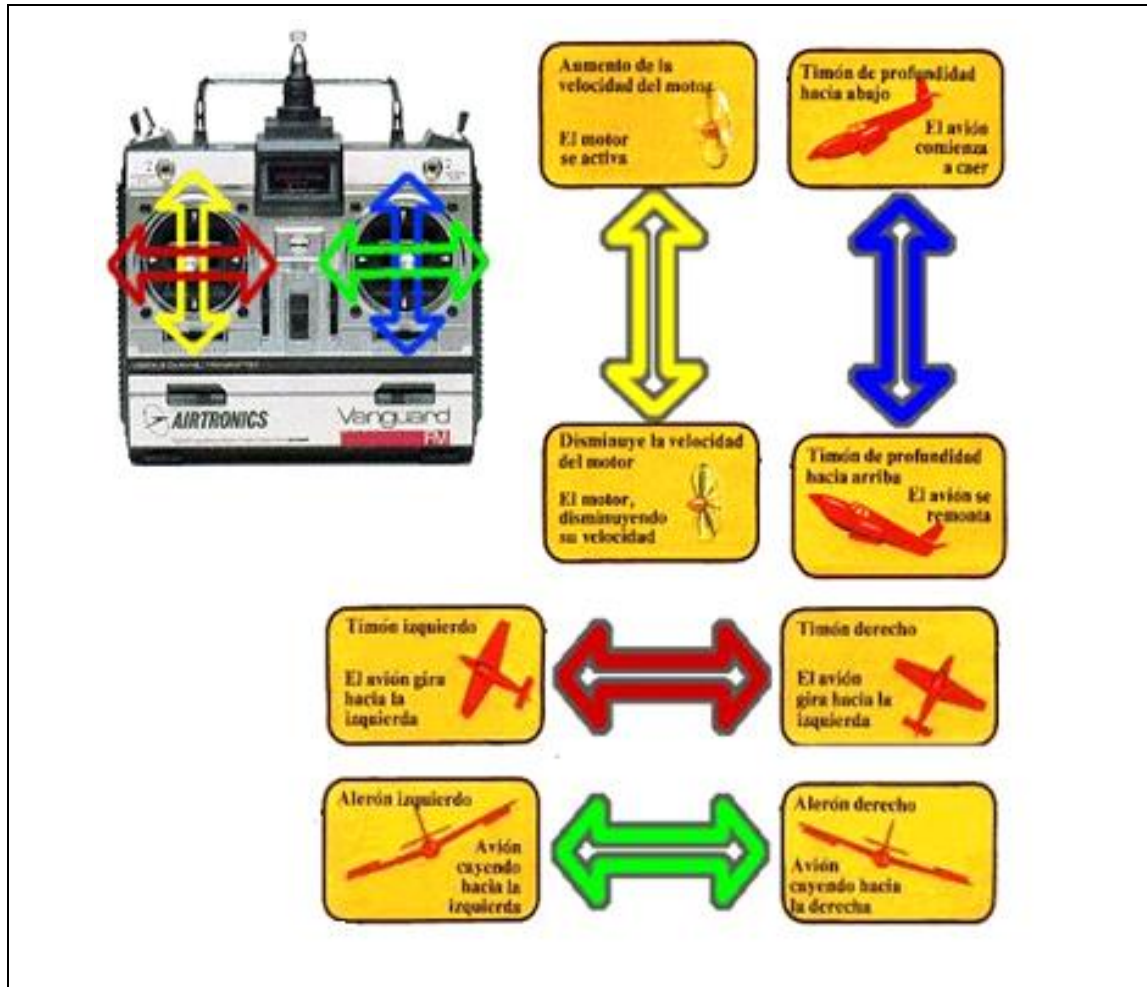 Aumento de la
velocidad del motor
El motor
se activa
Timón de profundidad
hacia abajo
El avión
comienza
a caer
AIRTRONICS
Vanguard
FM
Disminuye la velocidad
del motor
El motor,
disminuyendo
su velocidad
Timón de profundidad
hacia arriba
El avión se
remonta
Timón izquierdo
El avión gira
hacia la
izquierda
Timón derecho
El avión
gira hacia la
izquierda
Alerón izquierdo
Avión
cayendo
hacia la
izquierda
Alerón derecho
Avión
cayendo hacia
la derecha